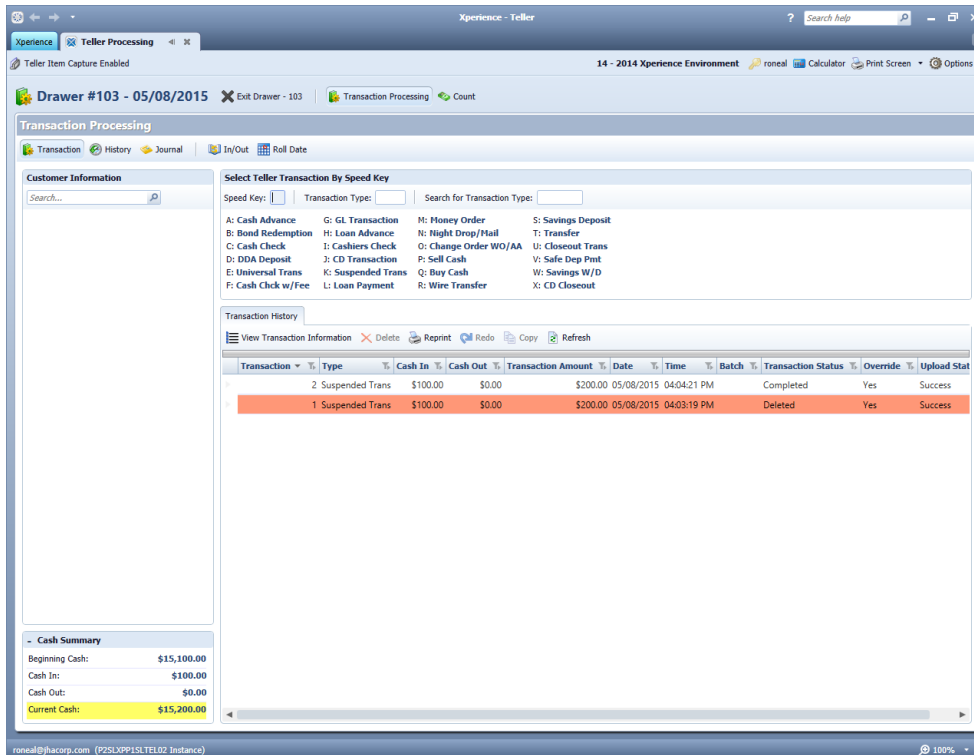 Xperience - Teller
? Search help
Xperience Teller Processing
Teller Item Capture Enabled
14 - 2014 Xperience Environment roneal Calculator Print Screen Options
Drawer #103 - 05/08/2015 Exit Drawer - 103 Transaction Processing Count
Transaction Processing
Transaction History Journal In/Out Roll Date
Customer Information
Search...
Select Teller Transaction By Speed Key
Speed Key: Transaction Type: Search for Transaction Type:
A: Cash Advance G: GL Transaction M: Money Order S: Savings Deposit
B: Bond Redemption H: Loan Advance N: Night Drop/Mail T: Transfer
C: Cash Check I: Cashiers Check O: Change Order WO/AA U: Closeout Trans
D: DDA Deposit J: CD Transaction P: Sell Cash V: Safe Dep Pmt
E: Universal Trans K: Suspended Trans Q: Buy Cash W: Savings W/D
F: Cash Chck w/Fee L: Loan Payment R: Wire Transfer X: CD Closeout
Transaction History
View Transaction Information Delete Reprint Redo Copy Refresh
Transaction Type Cash In Cash Out Transaction Amount Date Time Batch Transaction Status Override Upload Stat
2 Suspended Trans $100.00 $0.00 $200.00 05/08/2015 04:04:21 PM Completed Yes Success
1 Suspended Trans $100.00 $0.00 $200.00 05/08/2015 04:03:19 PM Deleted Yes Success
- Cash Summary
Beginning Cash: $15,100.00
Cash In: $100.00
Cash Out: $0.00
Current Cash: $15,200.00
roneal@jhacorp.com (P2SLXPP1SLTEL02 Instance)
100%